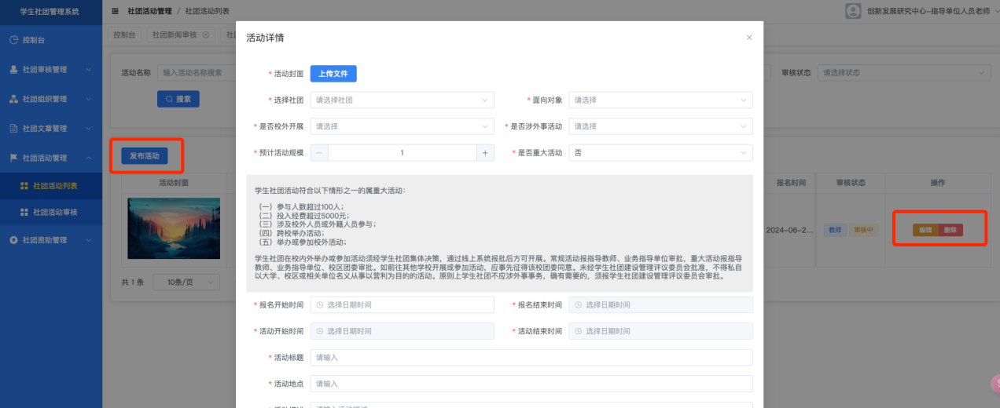 学生社团管理系统
社团活动管理 / 社团活动列表
创新发展研究中心-指导单位人员老师
控制台
社团审核管理
社团组织管理
社团文章管理
社团活动管理
社团活动列表
社团活动审核
社团资助管理
控制台 社团新闻审核
活动名称 输入活动名称搜索
搜索
审核状态 请选择状态
发布活动
活动封面
报名时间 审核状态 操作
2024-06-2... 教师 审核中 编辑 删除
共 1 条 10条/页
活动详情
* 活动封面 上传文件
* 选择社团 请选择社团 * 面向对象 请选择
* 是否校外开展 请选择 * 是否涉外事活动 请选择
* 预计活动规模 − 1 + * 是否重大活动 否
学生社团活动符合以下情形之一的属重大活动：
（一）参与人数超过100人；
（二）投入经费超过5000元；
（三）涉及校外人员或外籍人员参与；
（四）跨校举办活动；
（五）举办或参加校外活动；
学生社团在校内外举办或参加活动须经学生社团集体决策，通过线上系统报批后方可开展。常规活动报指导教师、业务指导单位审批，重大活动报指导
教师、业务指导单位、校区团委审批。如前往其他学校开展或参加活动，应事先征得该校团委同意。未经学生社团建设管理评议委员会批准，不得私自
以大学、校区或相关单位名义从事以营利为目的的活动。原则上学生社团不应涉外事事务，确有需要的，须报学生社团建设管理评议委员会审批。
* 报名开始时间 选择日期时间 * 报名结束时间 选择日期时间
* 活动开始时间 选择日期时间 * 活动结束时间 选择日期时间
* 活动标题 请输入
* 活动地点 请输入